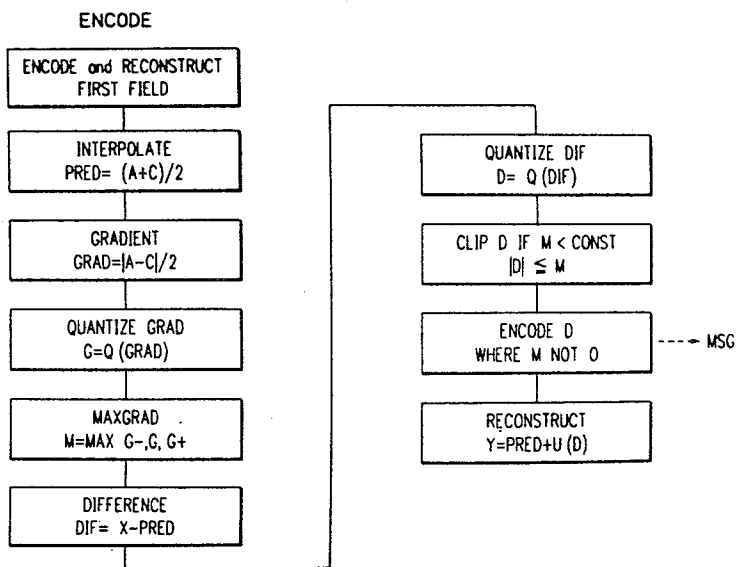 ENCODE
ENCODE and RECONSTRUCT
FIRST FIELD
INTERPOLATE
PRED= (A+C)/2
GRADIENT
GRAD=|A-C|/2
QUANTIZE GRAD
G=Q(GRAD)
MAXGRAD
M=MAX G-,G, G+
DIFFERENCE
DIF= X-PRED
QUANTIZE DIF
D= Q(DIF)
CLIP D IF M < CONST
|D| ≦ M
ENCODE D
WHERE M NOT 0
MSG
RECONSTRUCT
Y=PRED+U(D)